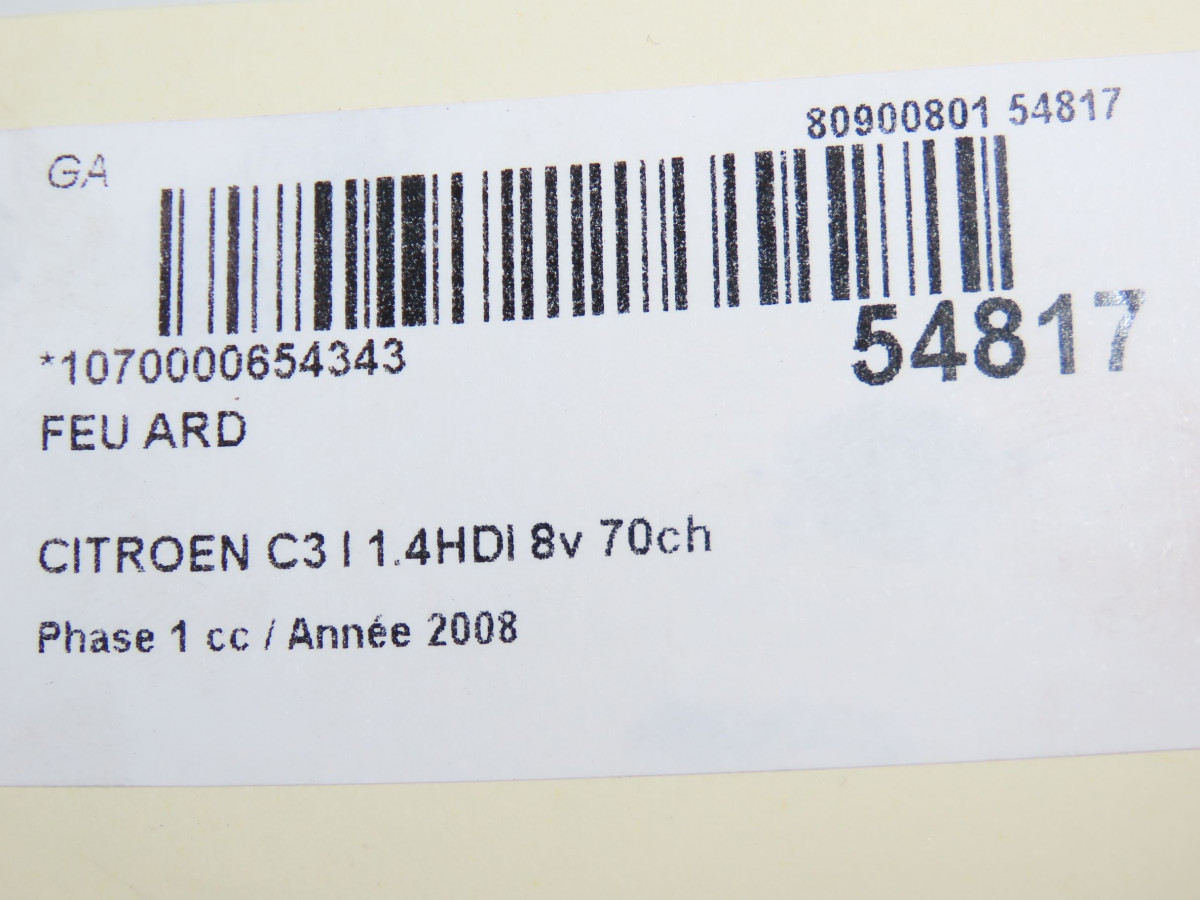 80900801 54817
GA
54817
*1070000654343
FEU ARD
CITROEN C3 I 1.4HDI 8v 70ch
Phase 1 cc / Année 2008